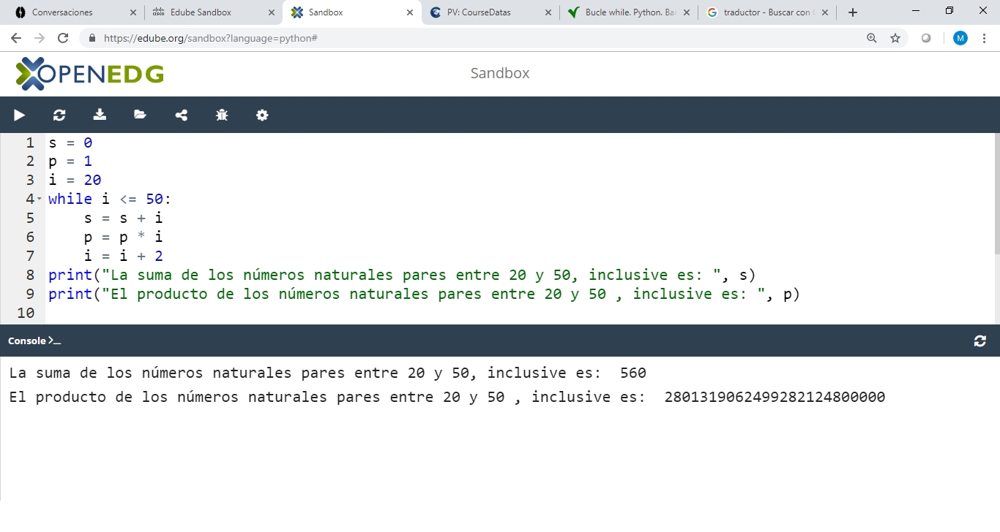 Conversaciones
Edube Sandbox
Sandbox
PV: CourseDatas
Bucle while. Python. Ba
traductor - Buscar con
https://edube.org/sandbox?language=python#
M
OPENEDG
Sandbox
1 s = 0
2 p = 1
3 i = 20
4 while i <= 50:
5 s = s + i
6 p = p * i
7 i = i + 2
8 print("La suma de los números naturales pares entre 20 y 50, inclusive es: ", s)
9 print("El producto de los números naturales pares entre 20 y 50 , inclusive es: ", p)
10
Console >_
La suma de los números naturales pares entre 20 y 50, inclusive es:  560
El producto de los números naturales pares entre 20 y 50 , inclusive es:  2801319062499282124800000